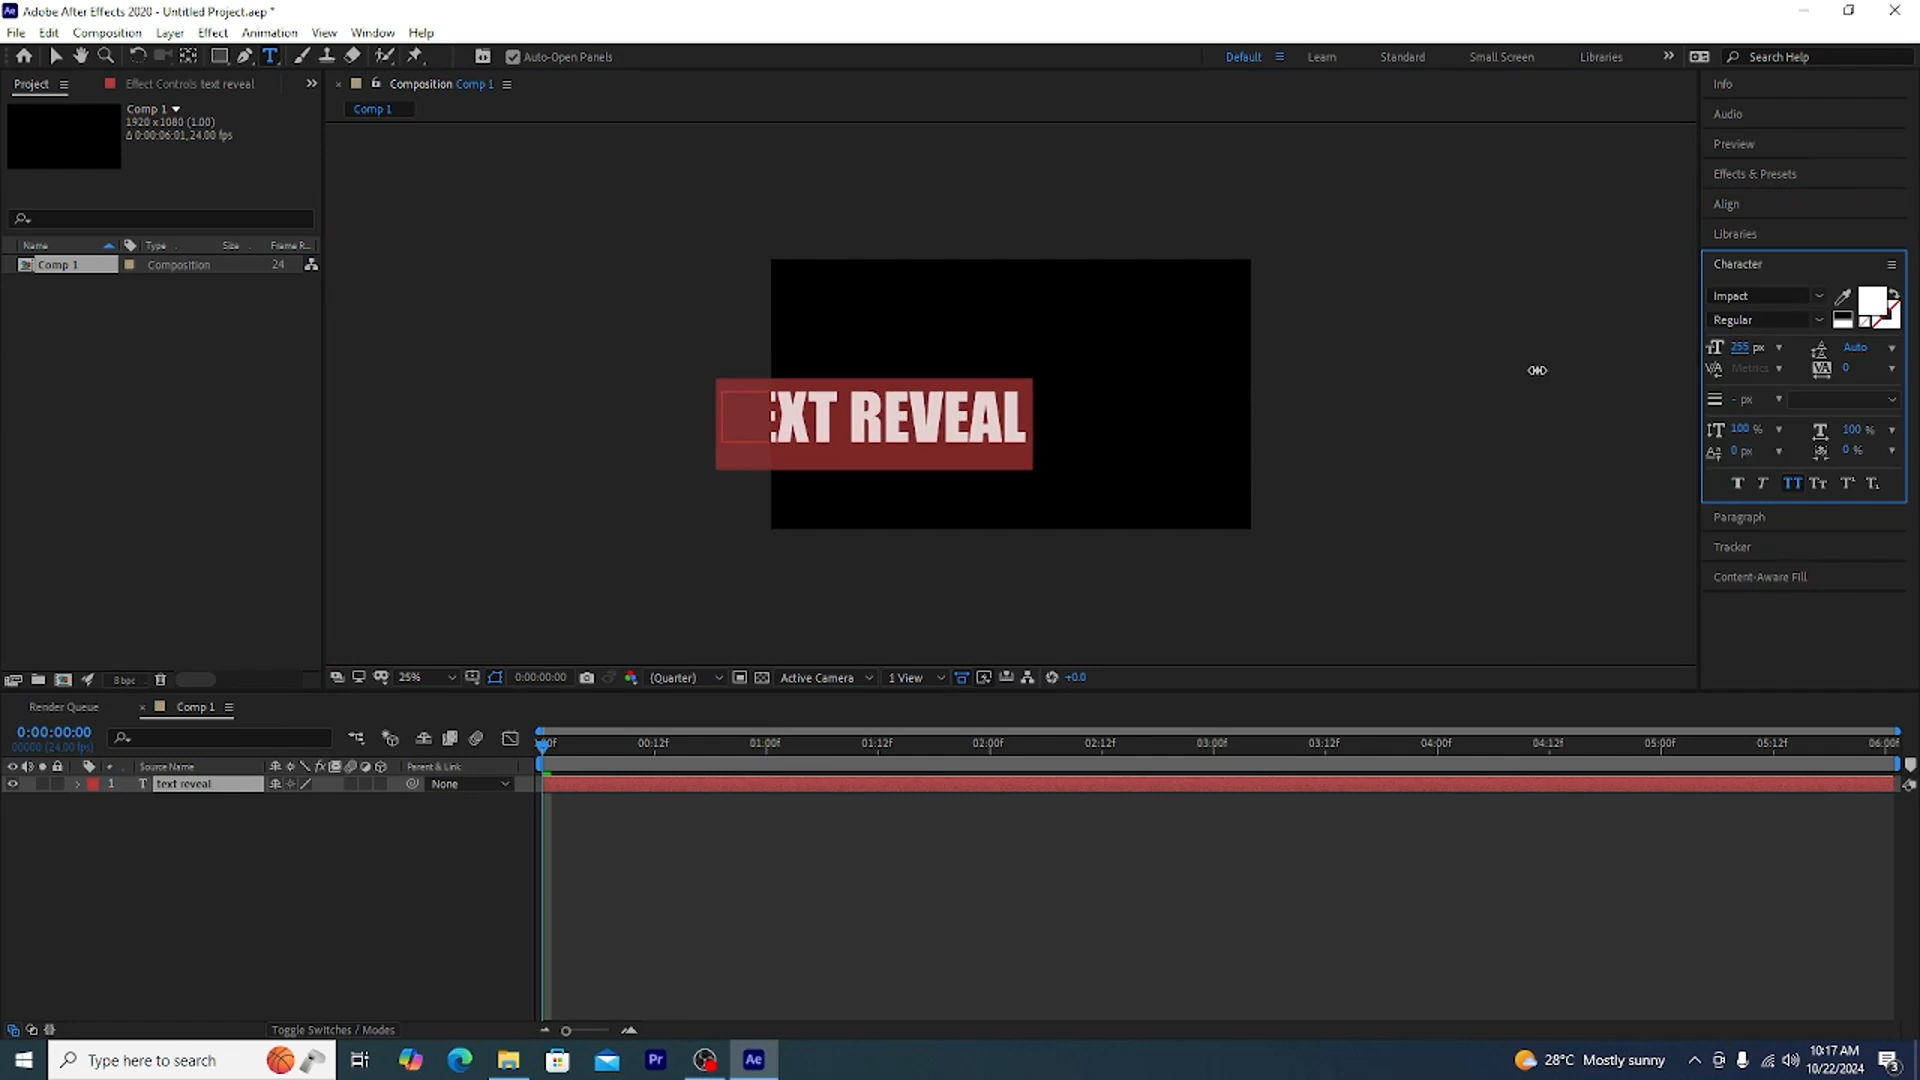 Adobe After Effects 2020 - Untitled Project.aep *
File Edit Composition Layer Effect Animation View Window Help
Auto-Open Panels Default Learn Standard Small Screen Libraries Search Help
Project Effect Controls text reveal
Comp 1
1920 x 1080 (1.00)
Δ 0:00:06:01, 24.00 fps
Name Type Size Frame R...
Comp 1 Composition 24
8 bpc
Composition Comp 1
Comp 1
EXT REVEAL
25% 0:00:00:00 (Quarter) Active Camera 1 View +0.0
Info
Audio
Preview
Effects & Presets
Align
Libraries
Character
Impact
Regular
255 px Auto
Metrics 0
- px
100 % 100 %
0 px 0 %
Paragraph
Tracker
Content-Aware Fill
Render Queue Comp 1
0:00:00:00
00000 (24.00 fps)
00:12f 01:00f 01:12f 02:00f 02:12f 03:00f 03:12f 04:00f 04:12f 05:00f 05:12f 06:00f
# Source Name Parent & Link
1 T text reveal None
Toggle Switches / Modes
Type here to search
Pr
Ae
28°C Mostly sunny
10:17 AM
10/22/2024
3